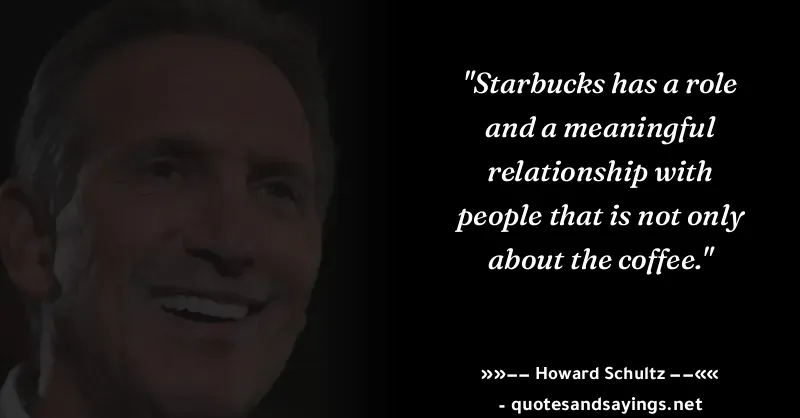 "Starbucks has a role
and a meaningful
relationship with
people that is not only
about the coffee."
»»−− Howard Schultz −−««
- quotesandsayings.net